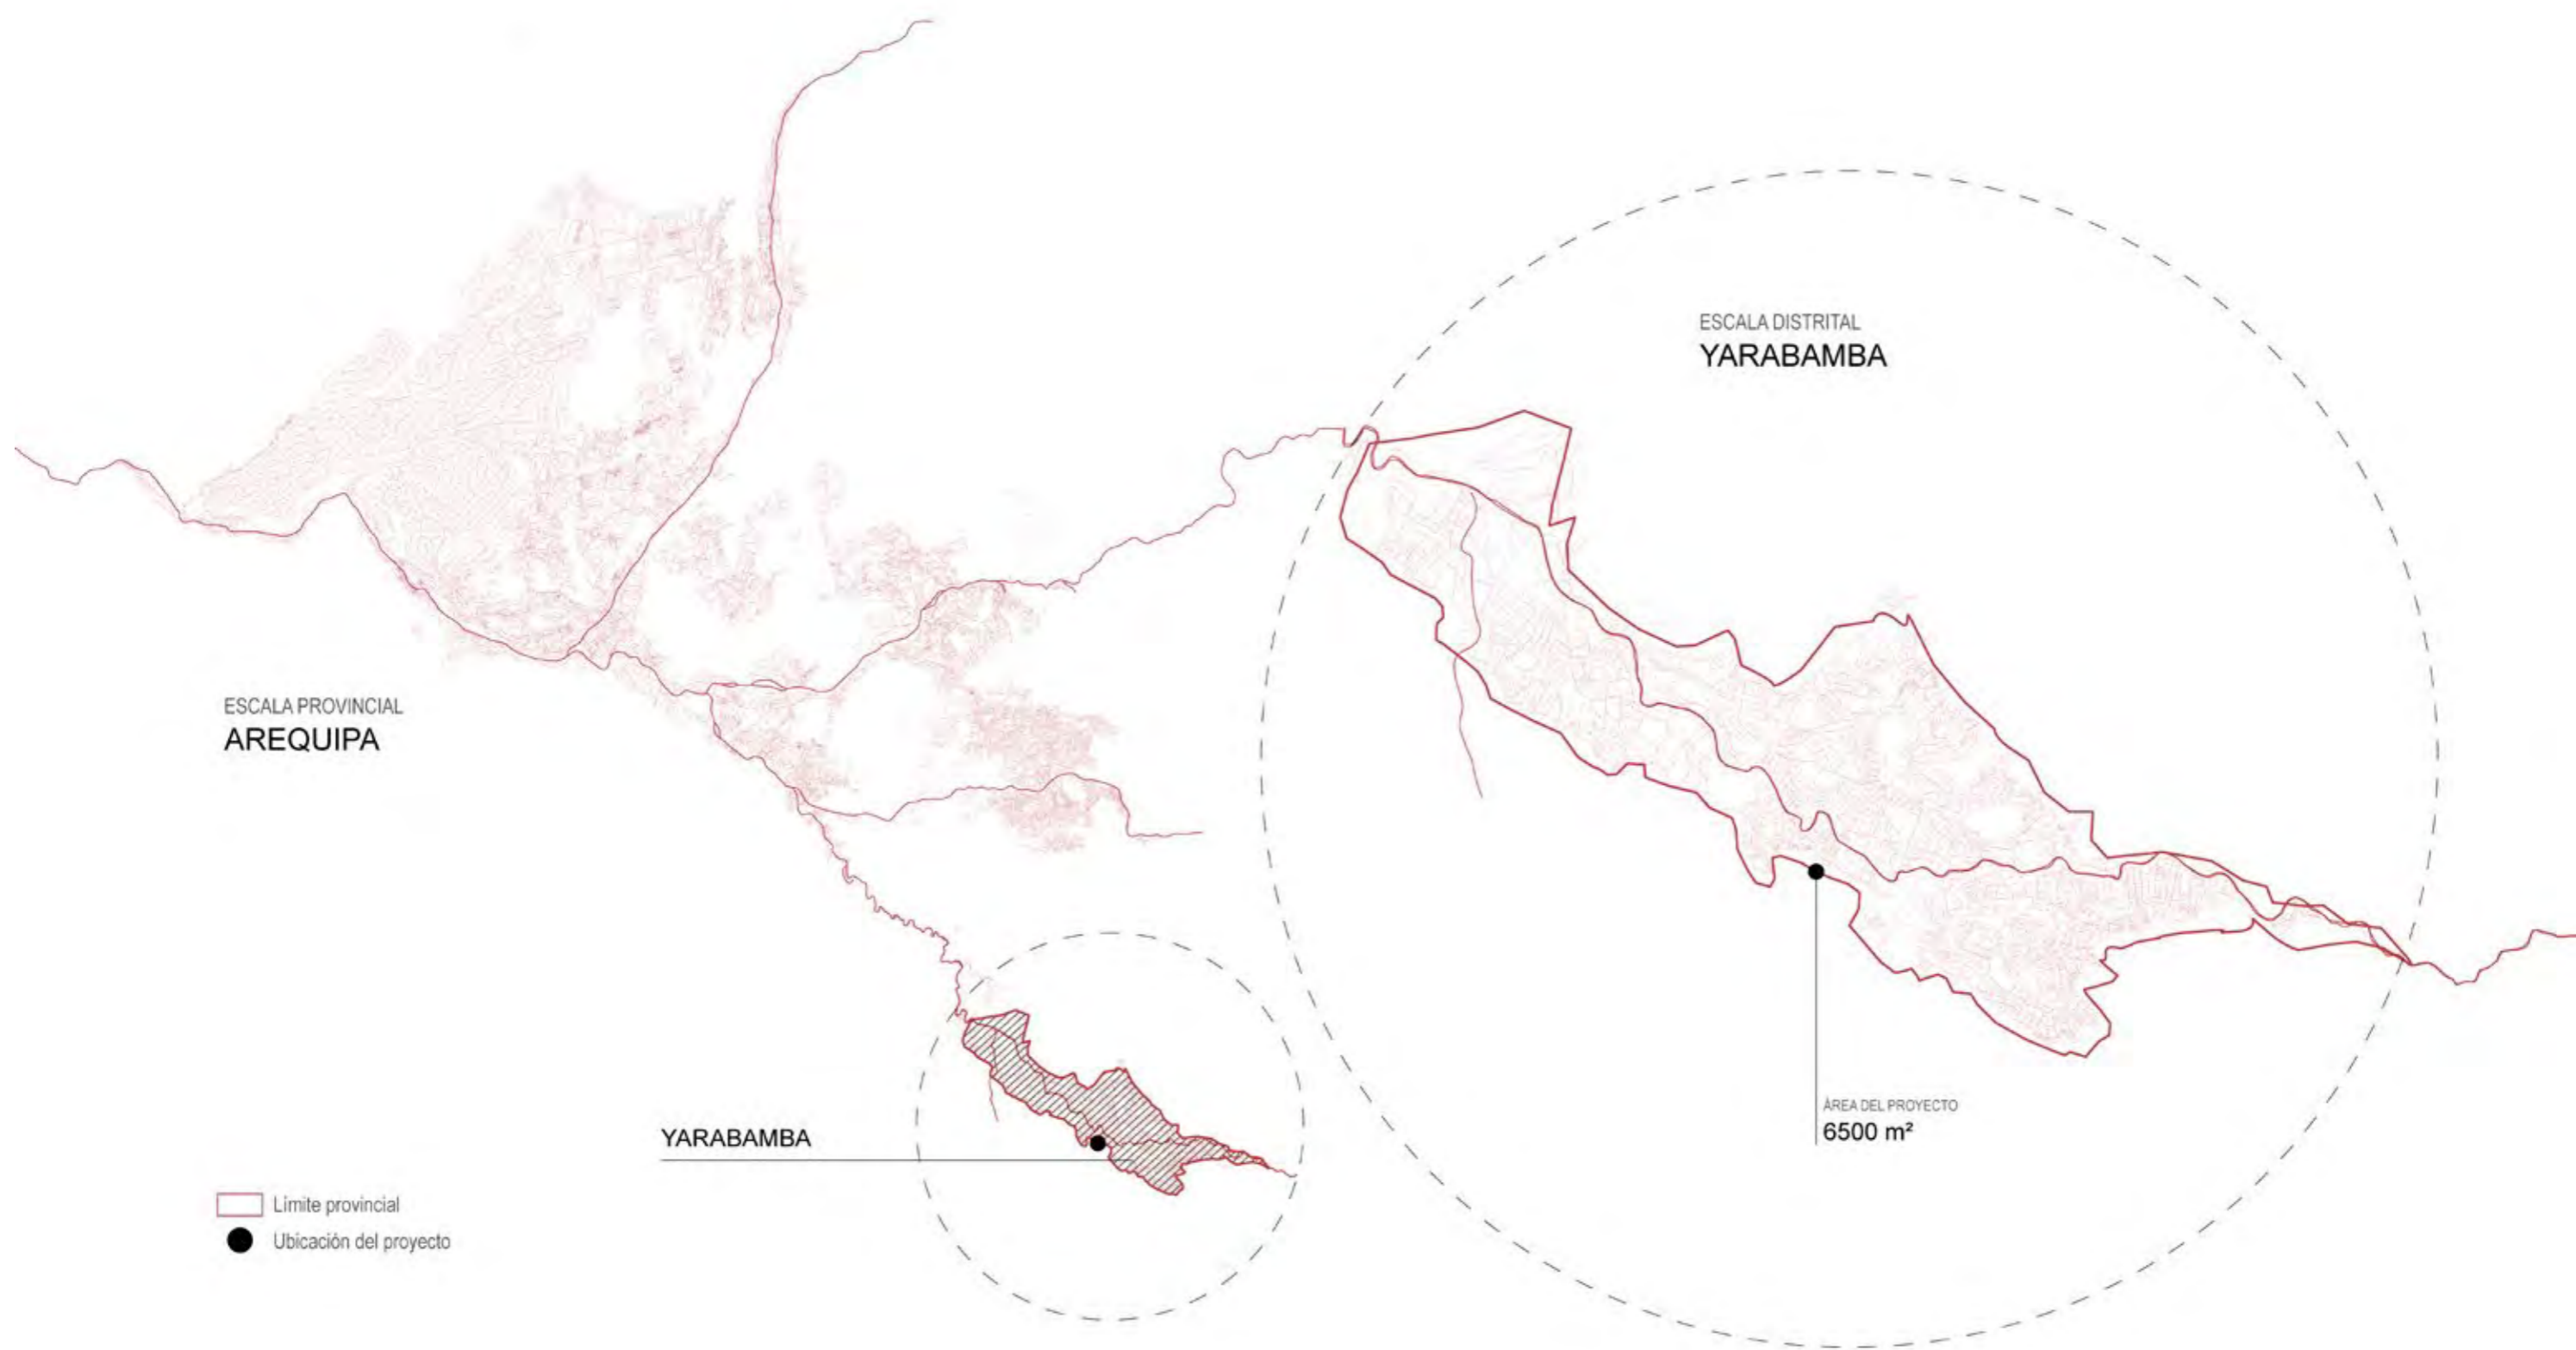 ESCALA DISTRITAL
YARABAMBA
ESCALA PROVINCIAL
AREQUIPA
ÁREA DEL PROYECTO
6500 m²
YARABAMBA
Límite provincial
Ubicación del proyecto